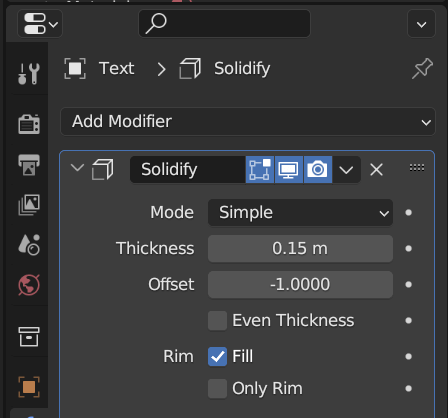 Text > Solidify
Add Modifier
Solidify
Mode Simple
Thickness 0.15 m
Offset -1.0000
Even Thickness
Rim Fill
Only Rim